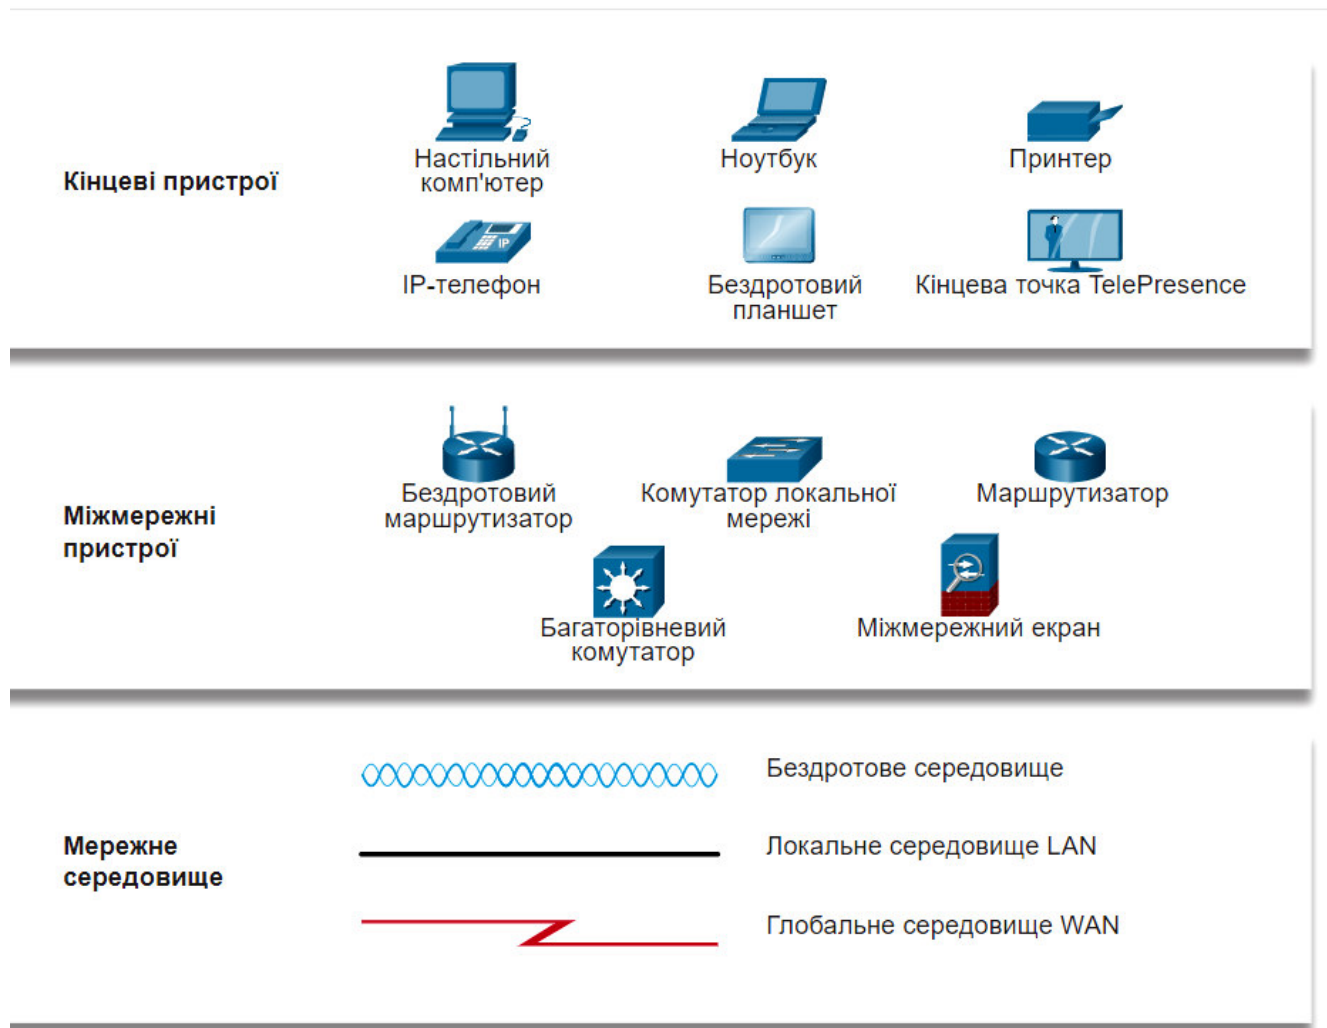 Кінцеві пристрої
Настільний
комп'ютер
Ноутбук
Принтер
IP
IP-телефон
Бездротовий
планшет
Кінцева точка TelePresence
Міжмережні
пристрої
Бездротовий
маршрутизатор
Комутатор локальної
мережі
Маршрутизатор
Багаторівневий
комутатор
Міжмережний екран
Мережне
середовище
Бездротове середовище
Локальне середовище LAN
Глобальне середовище WAN